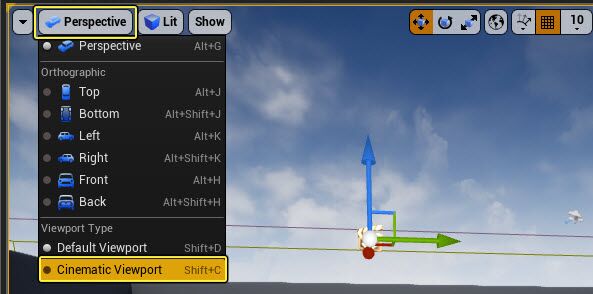 Perspective Lit Show 10
Perspective Alt+G
Orthographic
Top Alt+J
Bottom Alt+Shift+J
Left Alt+K
Right Alt+Shift+K
Front Alt+H
Back Alt+Shift+H
Viewport Type
Default Viewport Shift+D
Cinematic Viewport Shift+C